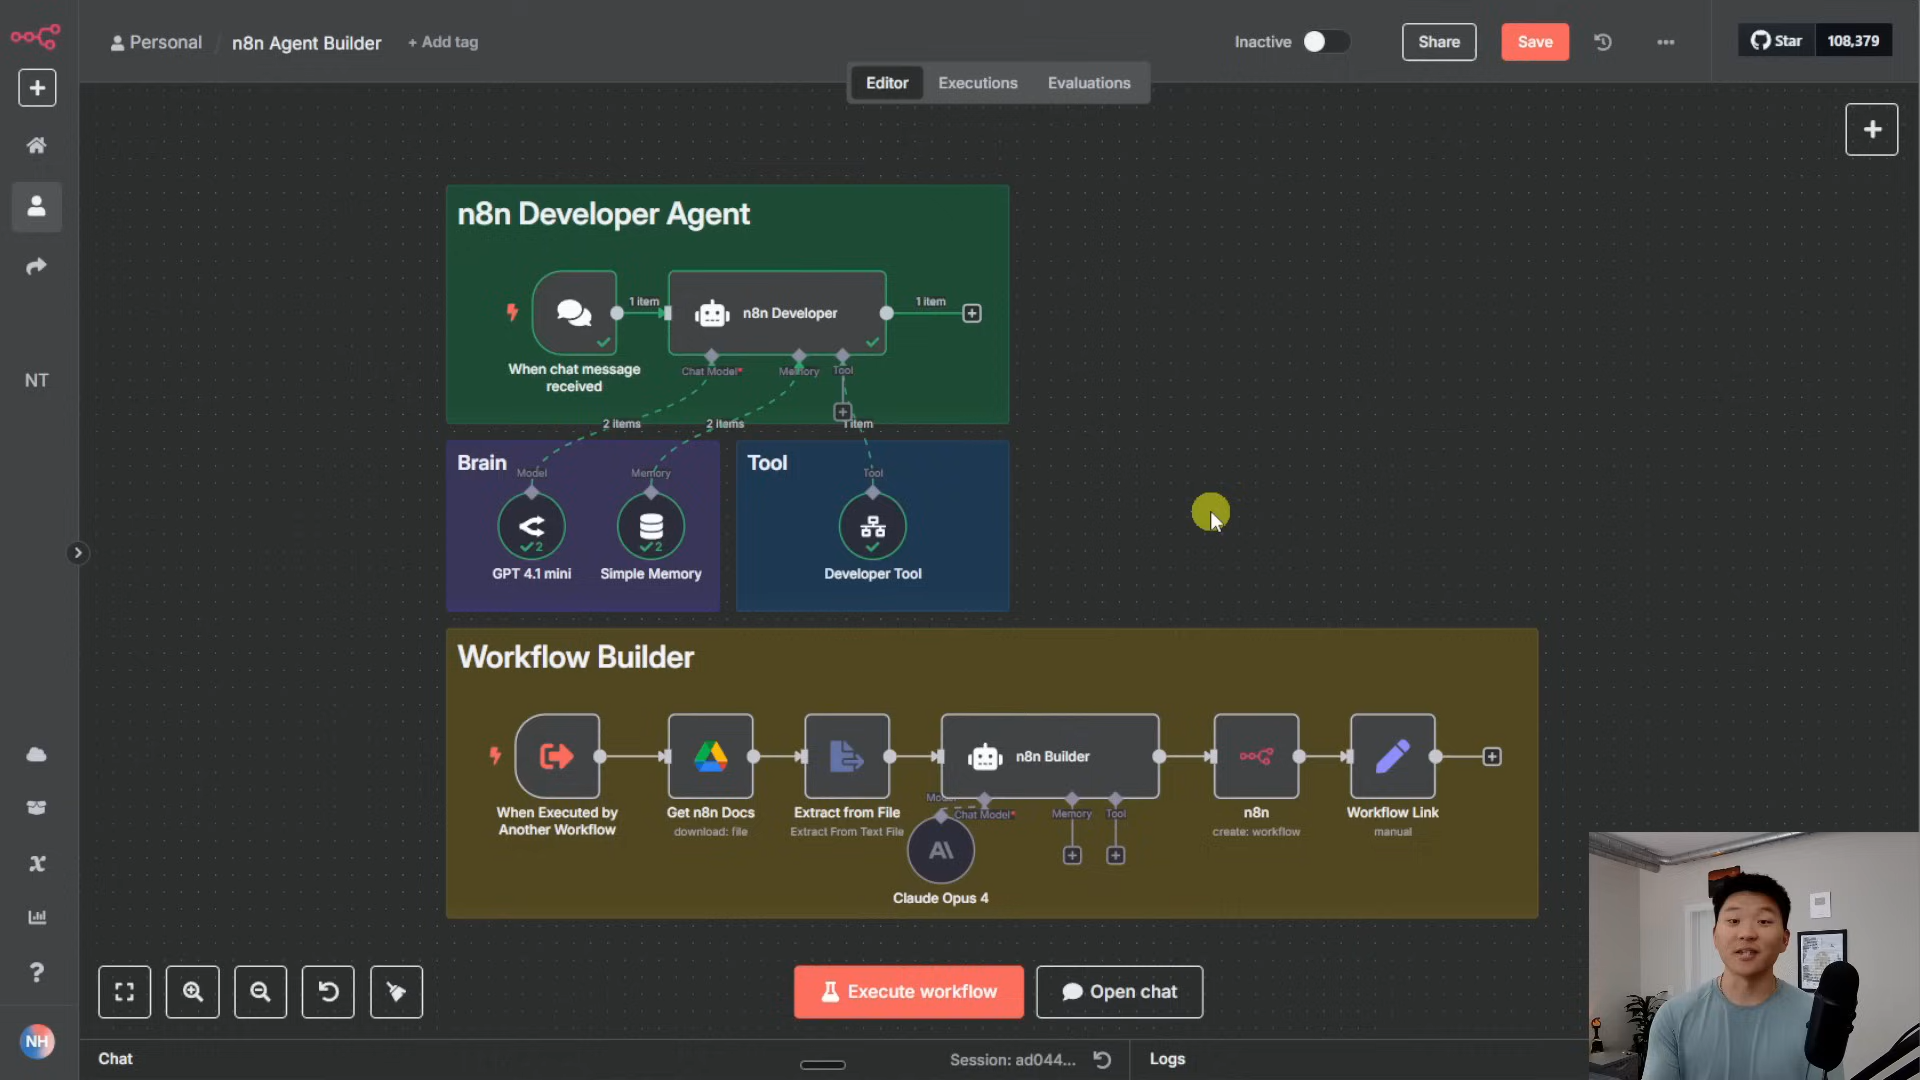 Personal
n8n Agent Builder
+ Add tag
Inactive
Share
Save
Star
108,379
Editor
Executions
Evaluations
n8n Developer Agent
1 item
n8n Developer
1 item
When chat message
received
Chat Model*
Memory
Tool
2 items
2 items
1 item
Brain
Model
Memory
Tool
Tool
2
2
GPT 4.1 mini
Simple Memory
Developer Tool
NT
Workflow Builder
n8n Builder
When Executed by
Another Workflow
Get n8n Docs
download: file
Extract from File
Extract From Text File
Model
Chat Model*
Memory
Tool
n8n
create: workflow
Workflow Link
manual
Claude Opus 4
Execute workflow
Open chat
NH
Chat
Session: ad044...
Logs